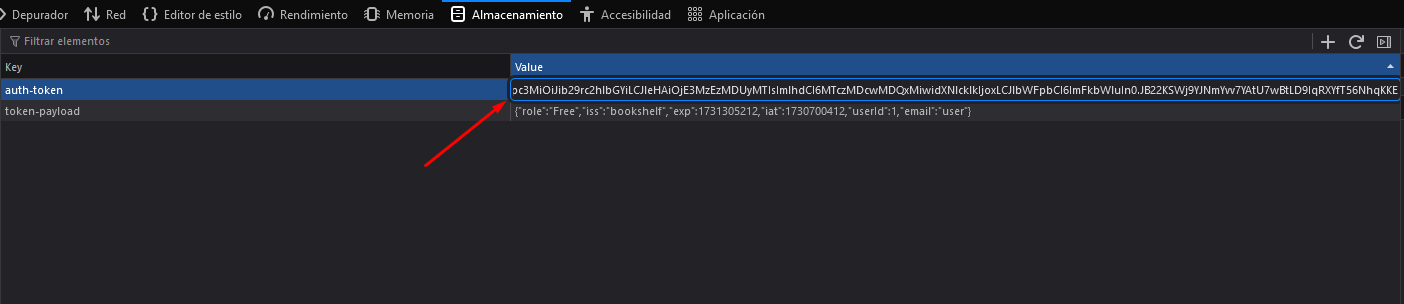 Depurador Red Editor de estilo Rendimiento Memoria Almacenamiento Accesibilidad Aplicación
Filtrar elementos
Key Value
auth-token pc3MiOiJib29rc2hlbGYiLCJleHAiOjE3MzEzMDUyMTIsImlhdCI6MTczMDcwMDQxMiwidXNlcklkIjoxLCJlbWFpbCI6ImFkbWluIn0.JB22KSWj9YJNmYvv7YAtU7wBtLD9IqRXYfT56NhqKKE
token-payload {"role":"Free","iss":"bookshelf","exp":1731305212,"iat":1730700412,"userId":1,"email":"user"}